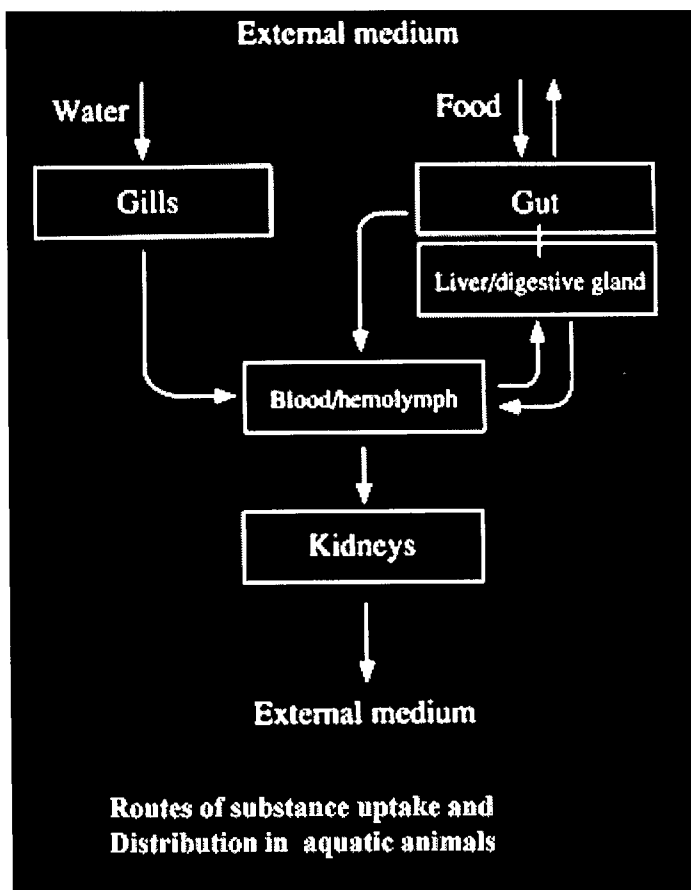 External medium
Water
Food
Gills
Gut
Liver/digestive gland
Blood/hemolymph
Kidneys
External medium
Routes of substance uptake and
Distribution in aquatic animals